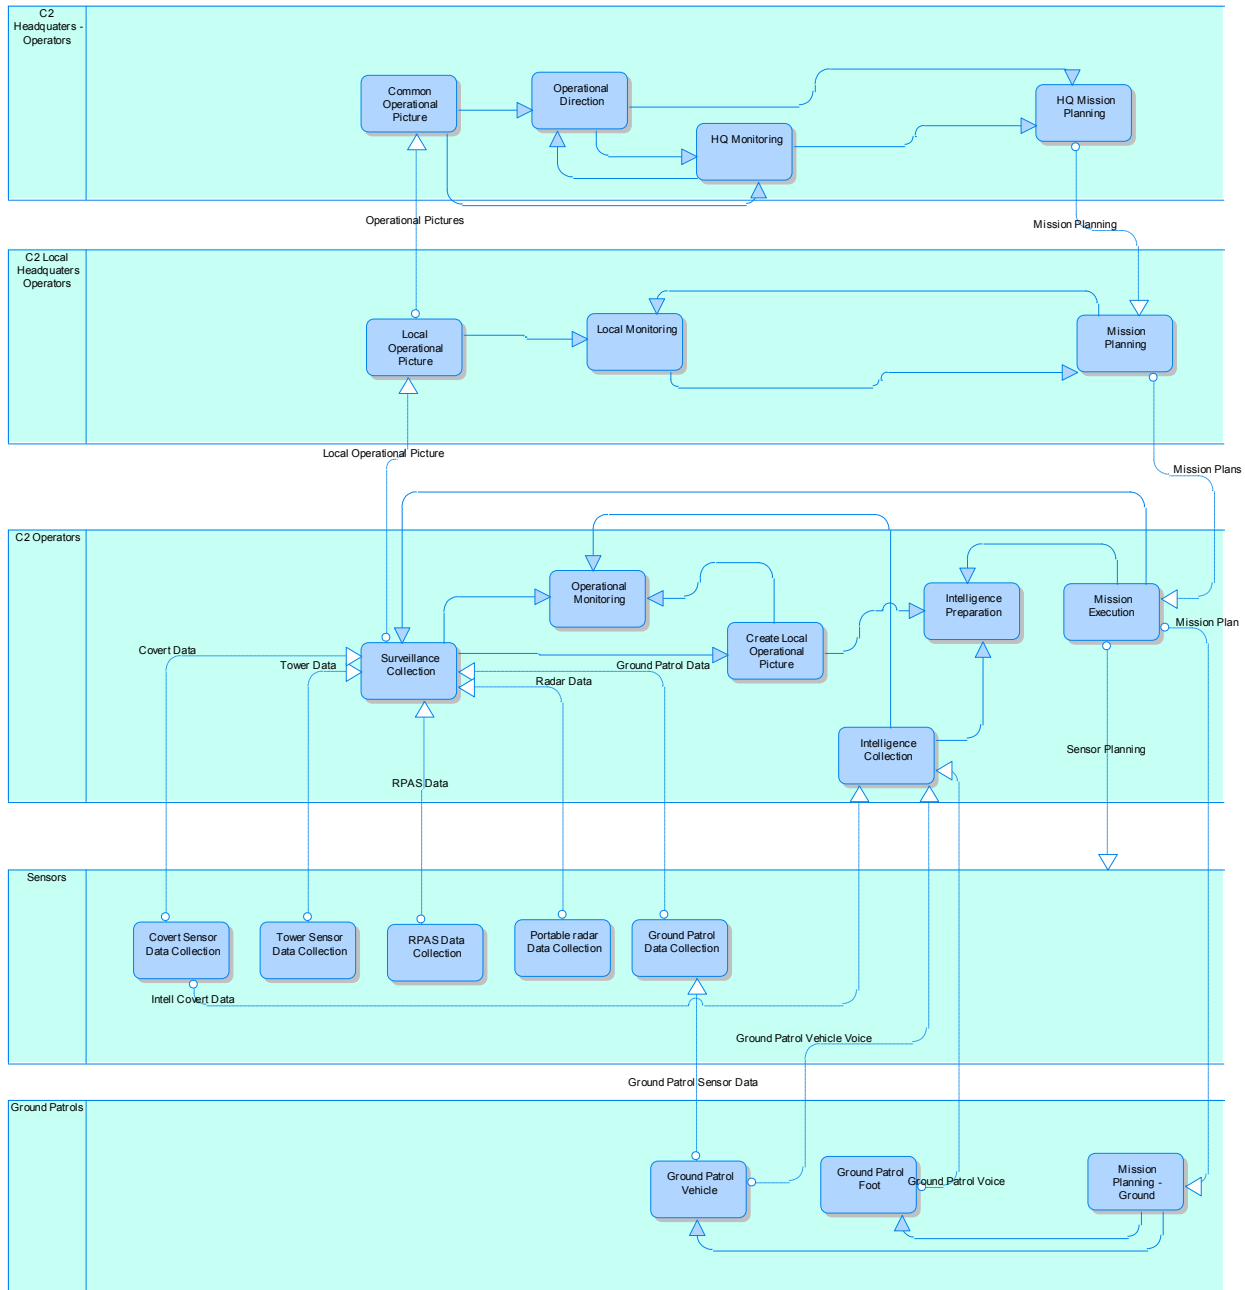 C2
Headquaters -
Operators
Common
Operational
Picture
Operational
Direction
HQ Monitoring
HQ Mission
Planning
Operational Pictures
Mission Planning
C2 Local
Headquaters
Operators
Local
Operational
Picture
Local Monitoring
Mission
Planning
Local Operational Picture
Mission Plans
C2 Operators
Operational
Monitoring
Intelligence
Preparation
Mission
Execution
Mission Plan
Covert Data
Tower Data
Surveillance
Collection
Ground Patrol Data
Radar Data
Create Local
Operational
Picture
Intelligence
Collection
Sensor Planning
RPAS Data
Sensors
Covert Sensor
Data Collection
Tower Sensor
Data Collection
RPAS Data
Collection
Portable radar
Data Collection
Ground Patrol
Data Collection
Intell Covert Data
Ground Patrol Vehicle Voice
Ground Patrol Sensor Data
Ground Patrols
Ground Patrol
Vehicle
Ground Patrol
Foot
Ground Patrol Voice
Mission
Planning -
Ground